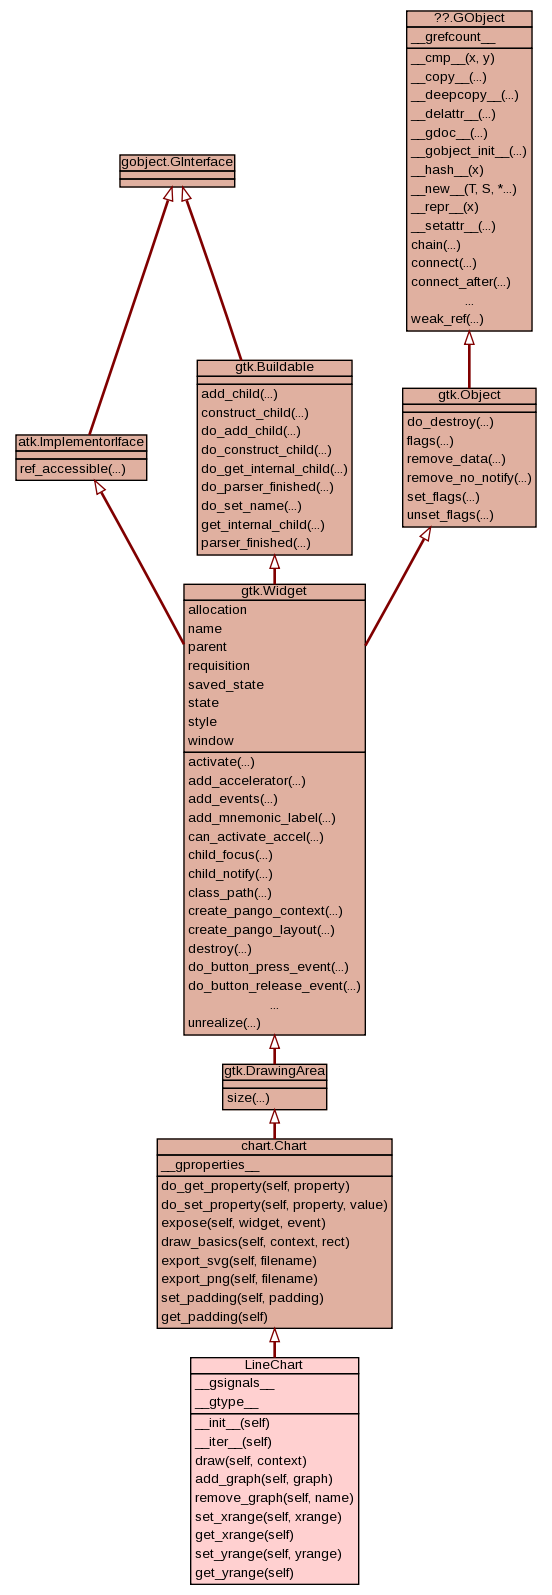 ??.GObject
__grefcount__
__cmp__(x, y)
__copy__(...)
__deepcopy__(...)
__delattr__(...)
__gdoc__(...)
__gobject_init__(...)
__hash__(x)
__new__(T, S, *...)
__repr__(x)
__setattr__(...)
chain(...)
connect(...)
connect_after(...)
...
weak_ref(...)
gobject.GInterface
gtk.Buildable
add_child(...)
construct_child(...)
do_add_child(...)
do_construct_child(...)
do_get_internal_child(...)
do_parser_finished(...)
do_set_name(...)
get_internal_child(...)
parser_finished(...)
gtk.Object
do_destroy(...)
flags(...)
remove_data(...)
remove_no_notify(...)
set_flags(...)
unset_flags(...)
atk.ImplementorIface
ref_accessible(...)
gtk.Widget
allocation
name
parent
requisition
saved_state
state
style
window
activate(...)
add_accelerator(...)
add_events(...)
add_mnemonic_label(...)
can_activate_accel(...)
child_focus(...)
child_notify(...)
class_path(...)
create_pango_context(...)
create_pango_layout(...)
destroy(...)
do_button_press_event(...)
do_button_release_event(...)
...
unrealize(...)
gtk.DrawingArea
size(...)
chart.Chart
__gproperties__
do_get_property(self, property)
do_set_property(self, property, value)
expose(self, widget, event)
draw_basics(self, context, rect)
export_svg(self, filename)
export_png(self, filename)
set_padding(self, padding)
get_padding(self)
LineChart
__gsignals__
__gtype__
__init__(self)
__iter__(self)
draw(self, context)
add_graph(self, graph)
remove_graph(self, name)
set_xrange(self, xrange)
get_xrange(self)
set_yrange(self, yrange)
get_yrange(self)